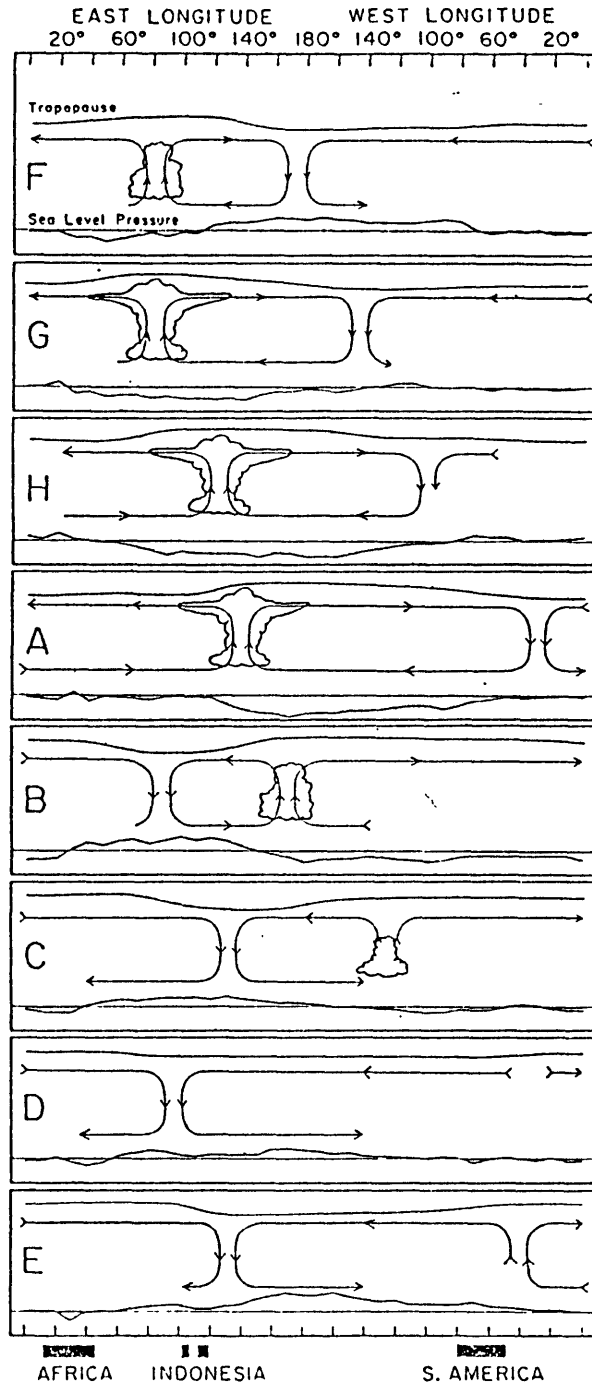 EAST LONGITUDE WEST LONGITUDE
20° 60° 100° 140° 180° 140° 100° 60° 20°
Tropopause
F
Sea Level Pressure
G
H
A
B
C
D
E
AFRICA INDONESIA S. AMERICA